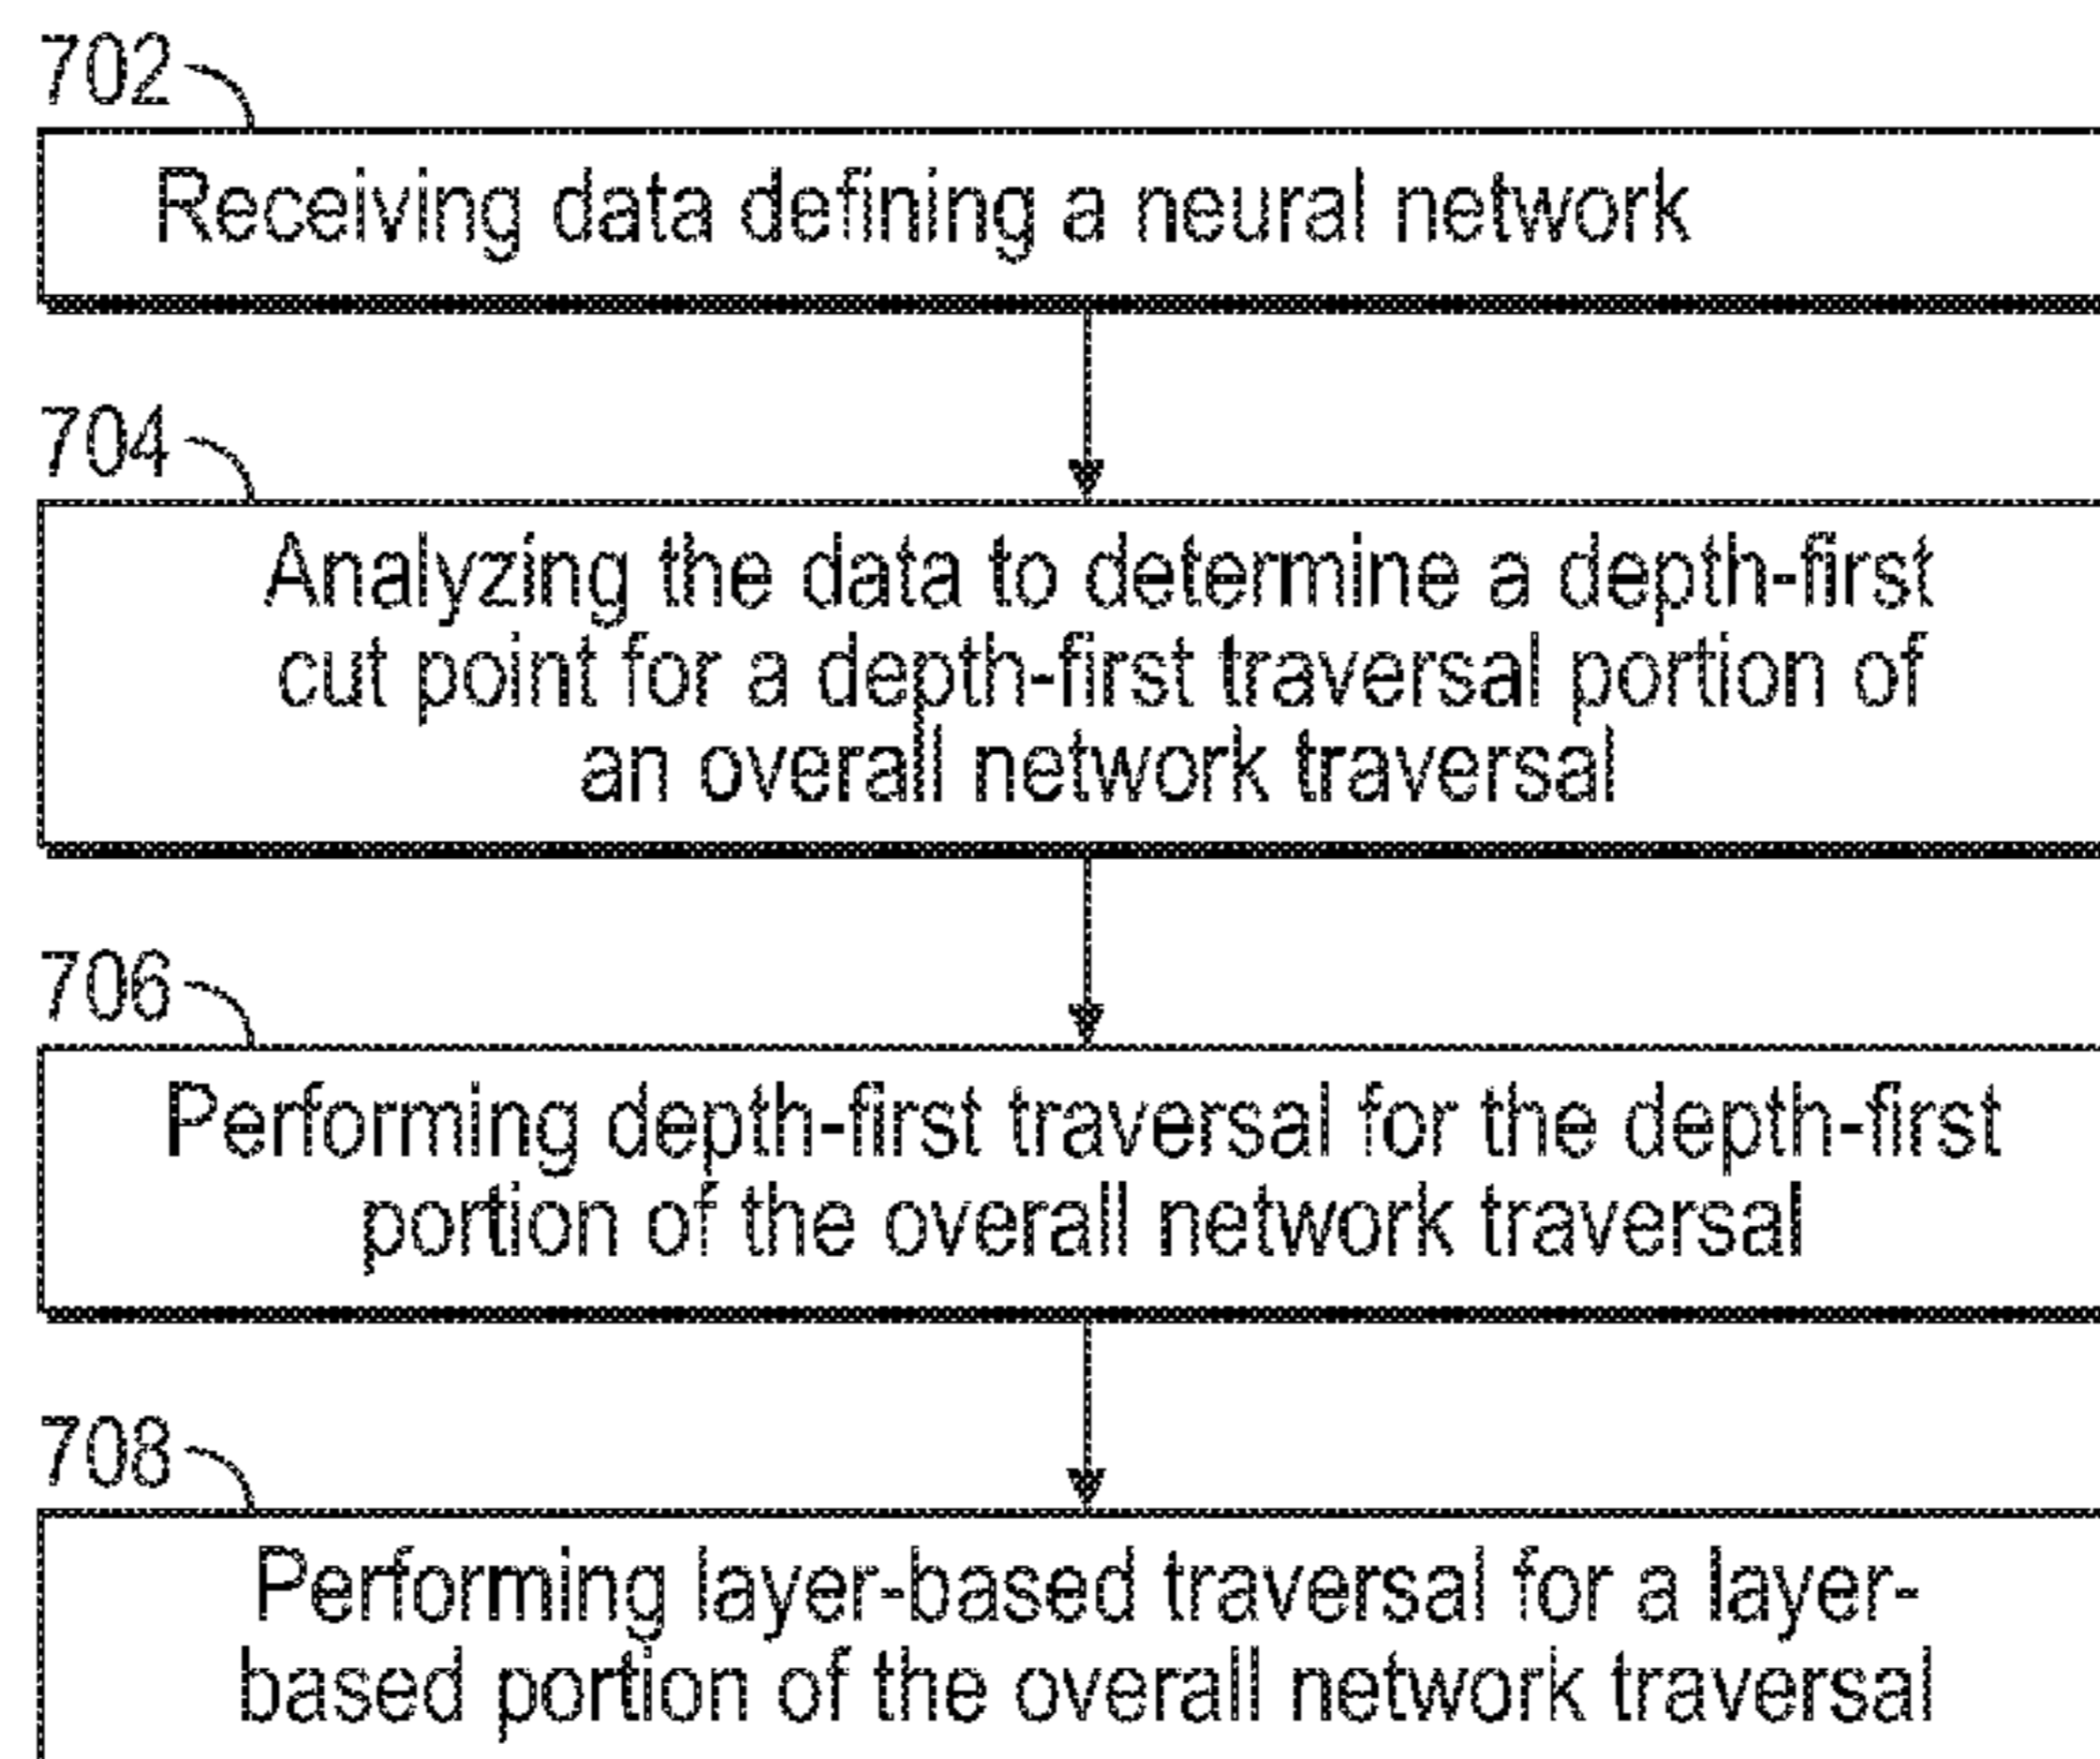 702
Receiving data defining a neural network
704
Analyzing the data to determine a depth-first
cut point for a depth-first traversal portion of
an overall network traversal
706
Performing depth-first traversal for the depth-first
portion of the overall network traversal
708
Performing layer-based traversal for a layer-
based portion of the overall network traversal